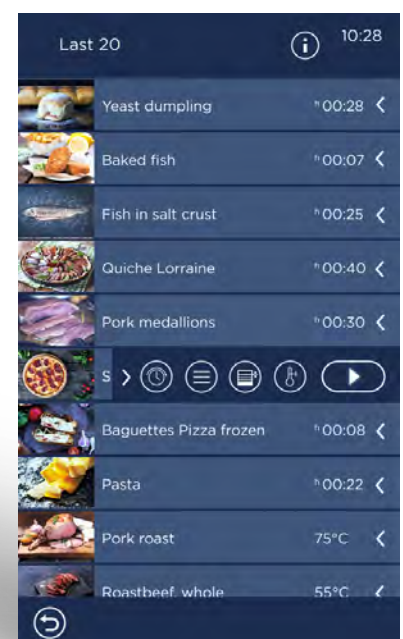 Last 20
i
10:28
Yeast dumpling h 00:28
Baked fish h 00:07
Fish in salt crust h 00:25
Quiche Lorraine h 00:40
Pork medallions h 00:30
S
Baguettes Pizza frozen h 00:08
Pasta h 00:22
Pork roast 75°C
Roastbeef, whole 55°C